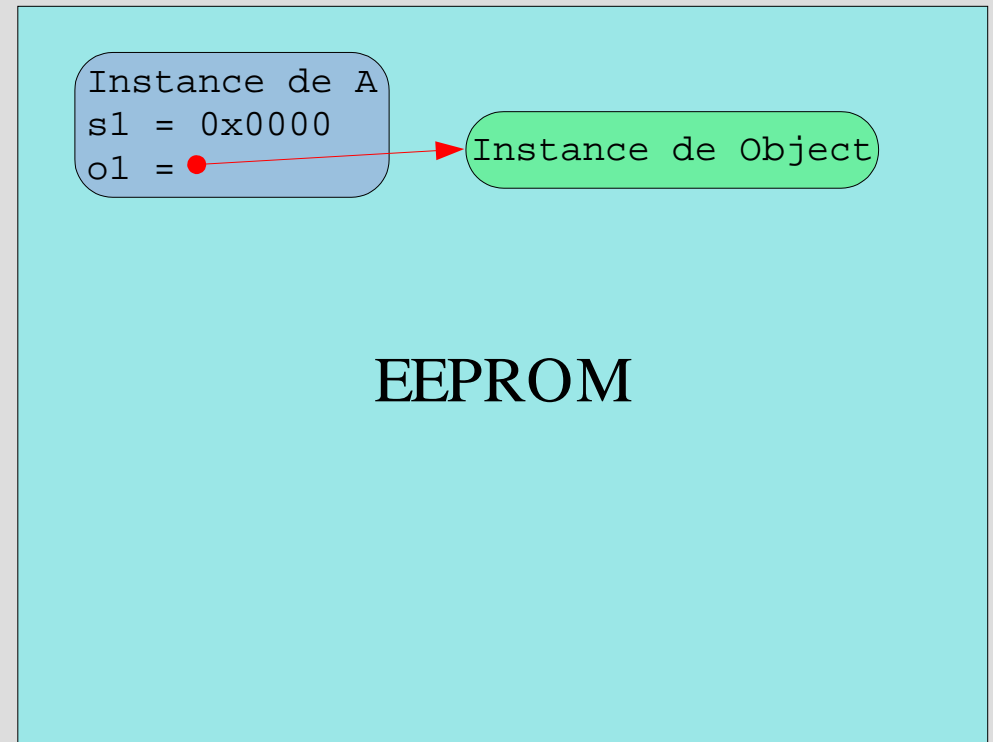 Instance de A
s1 = 0x0000
o1 =
Instance de Object
EEPROM